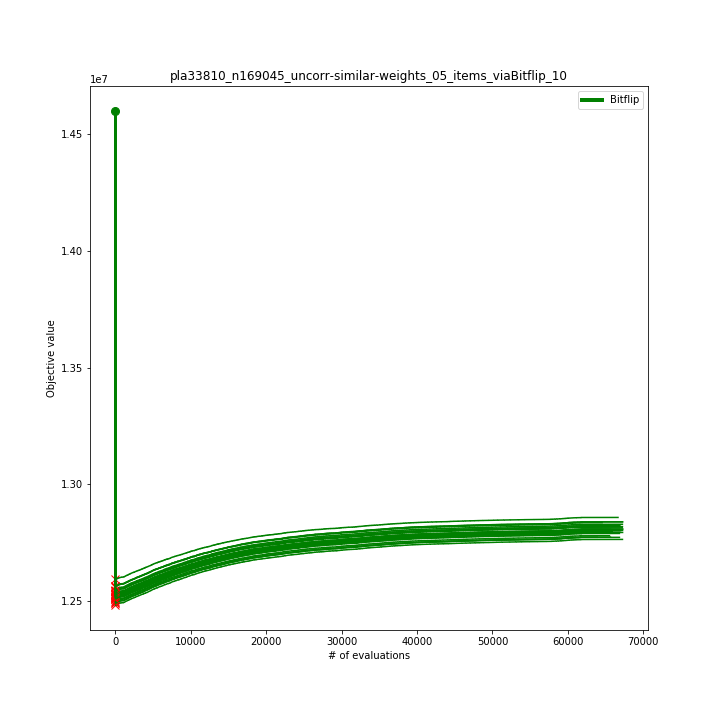 pla33810_n169045_uncorr-similar-weights_05_items_viaBitflip_10
1e7
Bitflip
1.45
1.40
1.35
1.30
1.25
Objective value
0 10000 20000 30000 40000 50000 60000 70000
# of evaluations